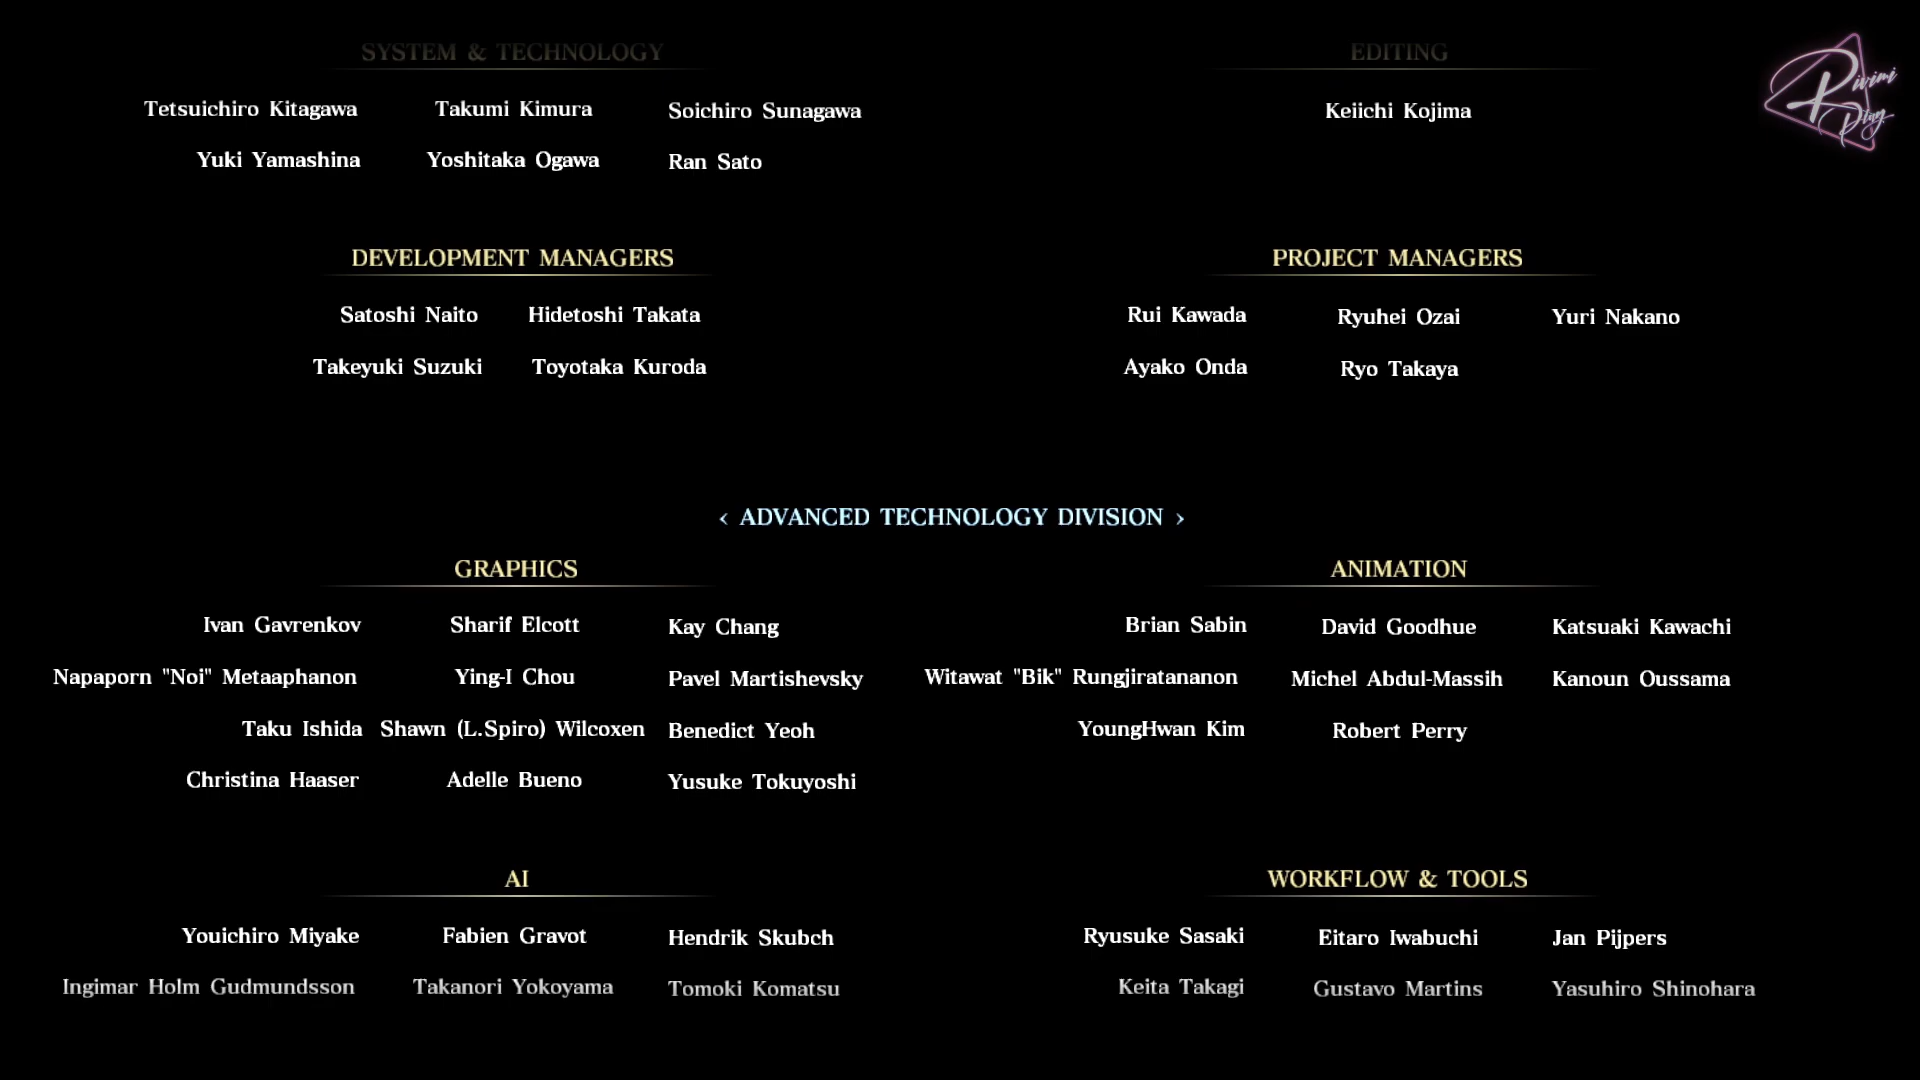 SYSTEM & TECHNOLOGY
Tetsuichiro Kitagawa Takumi Kimura Soichiro Sunagawa
Yuki Yamashina Yoshitaka Ogawa Ran Sato
EDITING
Keiichi Kojima
Divimi
Play
DEVELOPMENT MANAGERS
Satoshi Naito Hidetoshi Takata
Takeyuki Suzuki Toyotaka Kuroda
PROJECT MANAGERS
Rui Kawada Ryuhei Ozai Yuri Nakano
Ayako Onda Ryo Takaya
‹ ADVANCED TECHNOLOGY DIVISION ›
GRAPHICS
Ivan Gavrenkov Sharif Elcott Kay Chang
Napaporn "Noi" Metaaphanon Ying-I Chou Pavel Martishevsky
Taku Ishida Shawn (L.Spiro) Wilcoxen Benedict Yeoh
Christina Haaser Adelle Bueno Yusuke Tokuyoshi
ANIMATION
Brian Sabin David Goodhue Katsuaki Kawachi
Witawat "Bik" Rungjiratananon Michel Abdul-Massih Kanoun Oussama
YoungHwan Kim Robert Perry
AI
Youichiro Miyake Fabien Gravot Hendrik Skubch
Ingimar Holm Gudmundsson Takanori Yokoyama Tomoki Komatsu
WORKFLOW & TOOLS
Ryusuke Sasaki Eitaro Iwabuchi Jan Pijpers
Keita Takagi Gustavo Martins Yasuhiro Shinohara